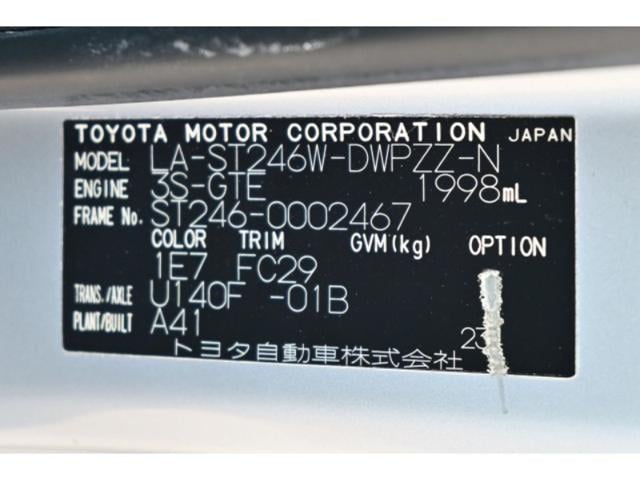 TOYOTA MOTOR CORPORATION JAPAN
MODEL LA-ST246W-DWPZZ-N
ENGINE 3S-GTE 1998mL
FRAME No. ST246-0002467
COLOR TRIM GVM(kg) OPTION
1E7 FC29
TRANS./AXLE U140F -01B
PLANT/BUILT A41
23
トヨタ自動車株式会社